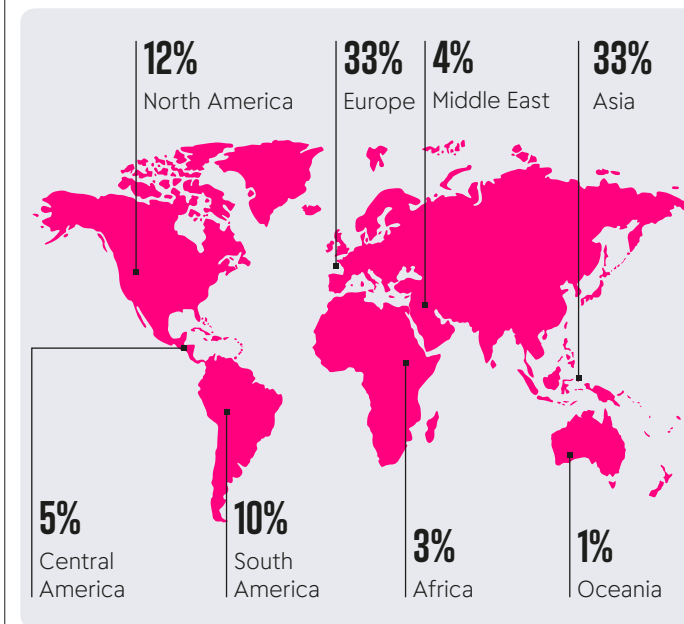 12%
North America
33%
Europe
4%
Middle East
33%
Asia
5%
Central
America
10%
South
America
3%
Africa
1%
Oceania